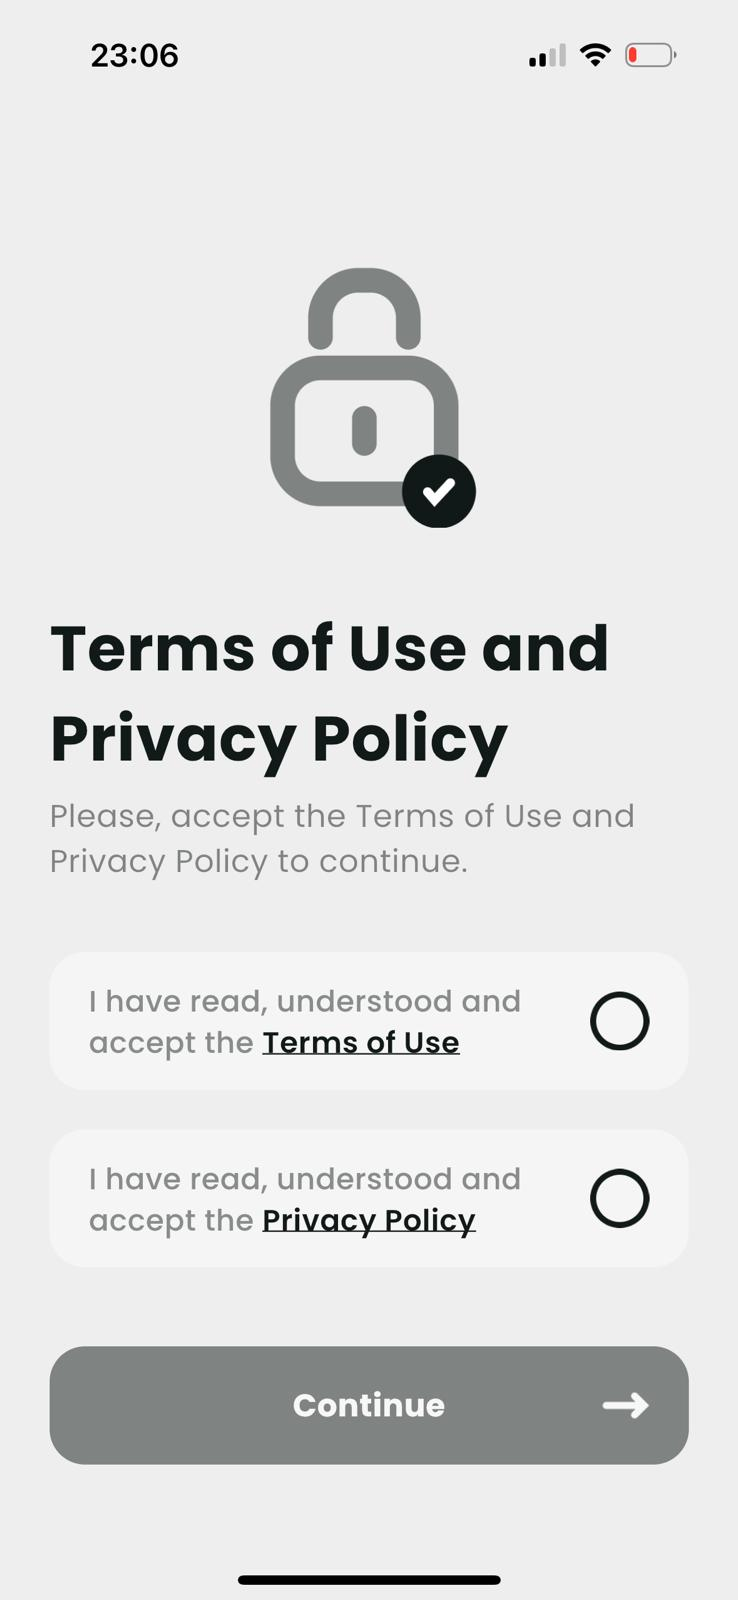 23:06
Terms of Use and
Privacy Policy
Please, accept the Terms of Use and
Privacy Policy to continue.
I have read, understood and
accept the Terms of Use
I have read, understood and
accept the Privacy Policy
Continue